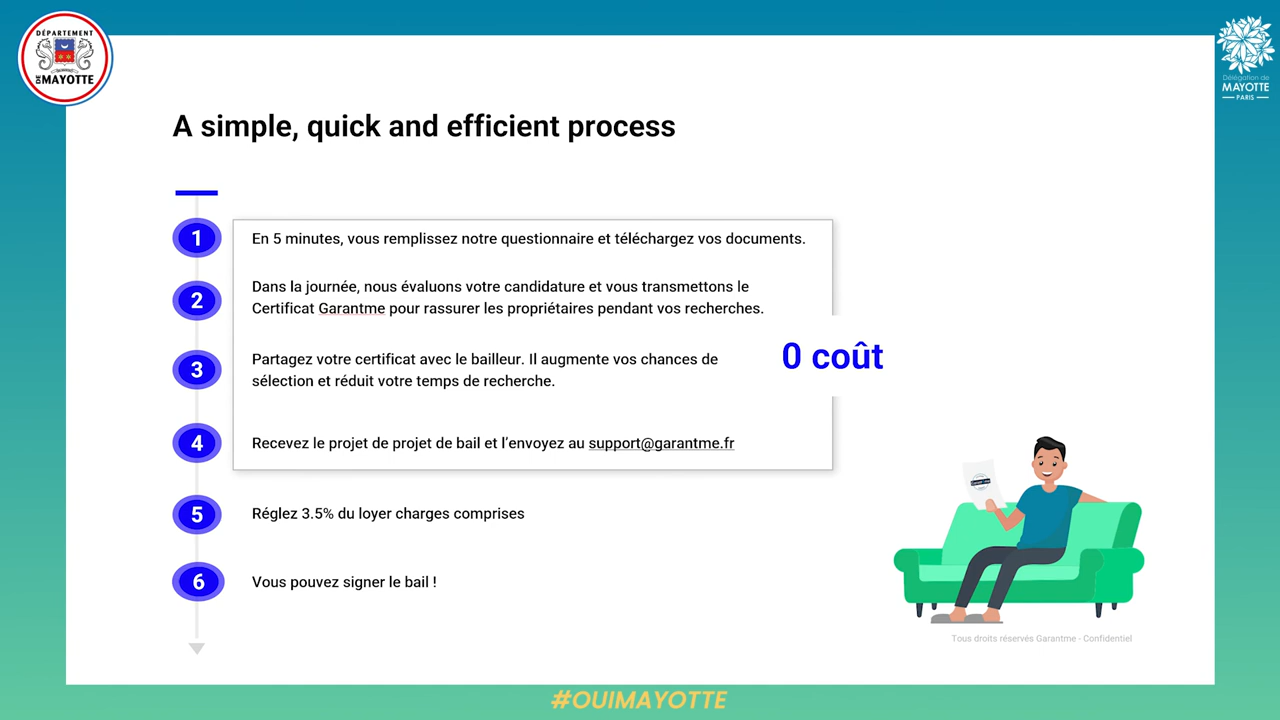 DÉPARTEMENT
DE MAYOTTE
Délégation de
MAYOTTE
PARIS
A simple, quick and efficient process
1
En 5 minutes, vous remplissez notre questionnaire et téléchargez vos documents.
2
Dans la journée, nous évaluons votre candidature et vous transmettons le
Certificat Garantme pour rassurer les propriétaires pendant vos recherches.
3
Partagez votre certificat avec le bailleur. Il augmente vos chances de
sélection et réduit votre temps de recherche.
0 coût
4
Recevez le projet de projet de bail et l’envoyez au support@garantme.fr
5
Réglez 3.5% du loyer charges comprises
6
Vous pouvez signer le bail !
Tous droits réservés Garantme - Confidentiel
#OUIMAYOTTE